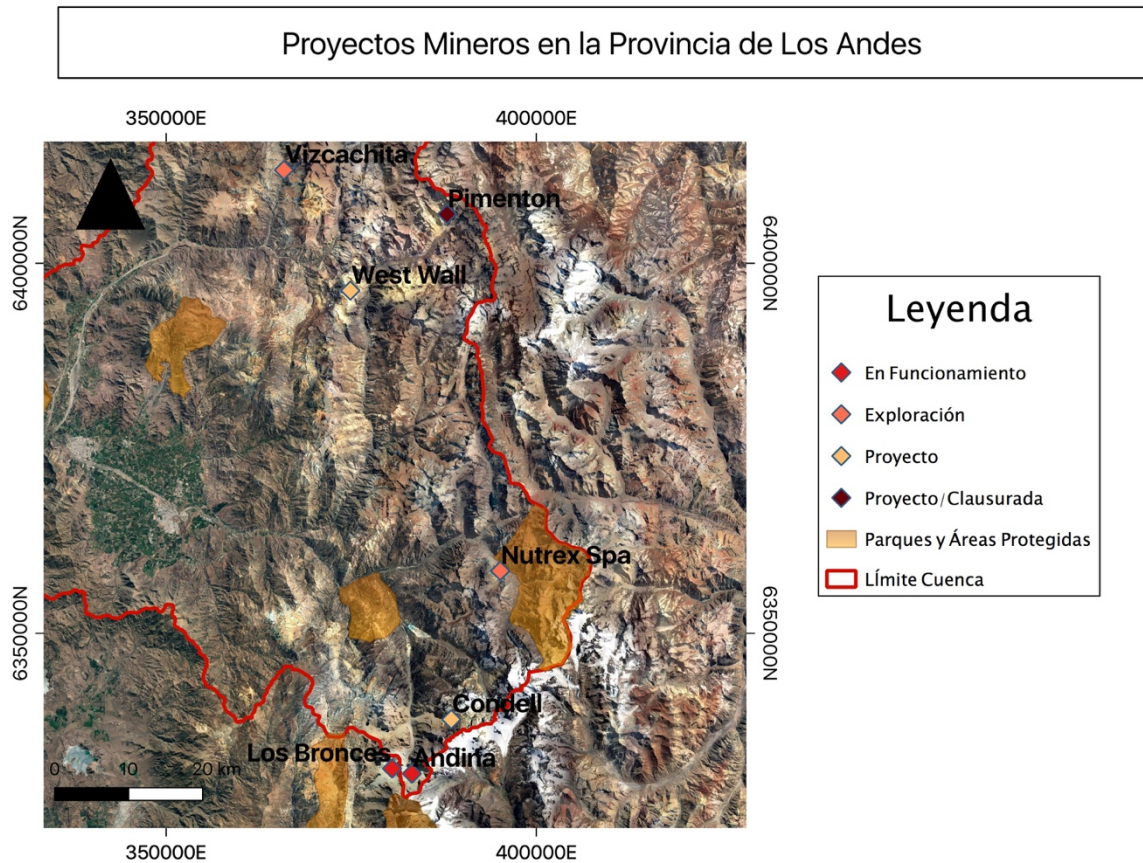 Proyectos Mineros en la Provincia de Los Andes
350000E
400000E
6400000N
6400000N
Vizcachita
Pimenton
West Wall
Nutrex Spa
6350000N
6350000N
Condell
Los Bronces
Andina
0 10 20 km
350000E
400000E
Leyenda
En Funcionamiento
Exploración
Proyecto
Proyecto/Clausurada
Parques y Áreas Protegidas
LÍmite Cuenca